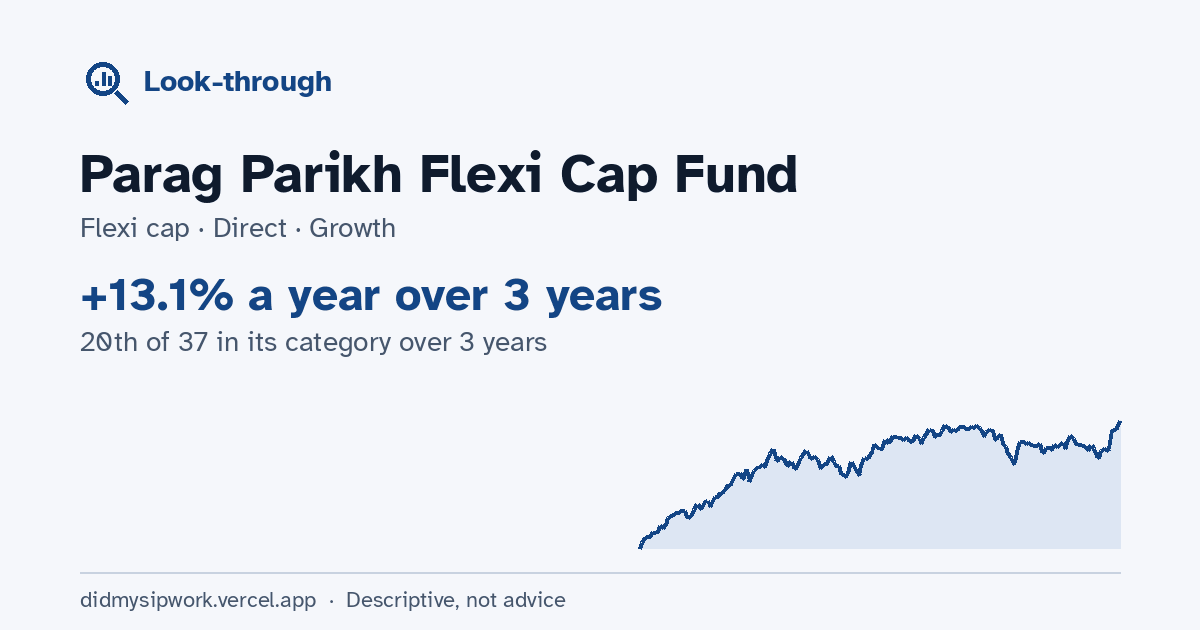 Look-through
Parag Parikh Flexi Cap Fund
Flexi cap · Direct · Growth
+13.1% a year over 3 years
20th of 37 in its category over 3 years
didmysipwork.vercel.app · Descriptive, not advice